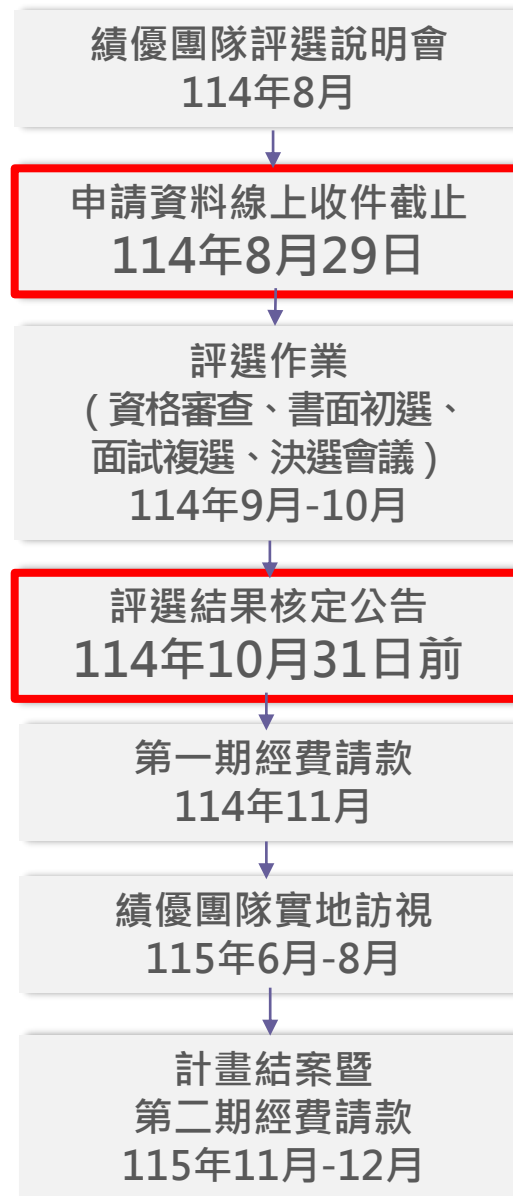 績優團隊評選說明會
114年8月
申請資料線上收件截止
114年8月29日
評選作業
(資格審查、書面初選、
面試複選、決選會議)
114年9月-10月
評選結果核定公告
114年10月31日前
第一期經費請款
114年11月
績優團隊實地訪視
115年6月-8月
計畫結案暨
第二期經費請款
115年11月-12月